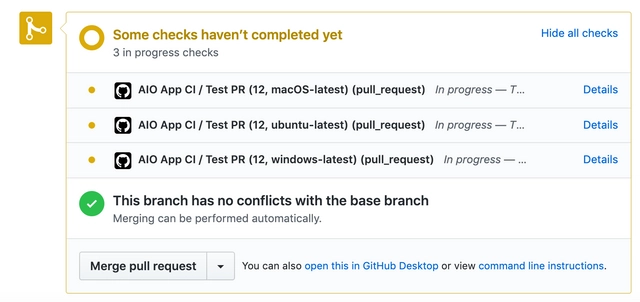 Some checks haven’t completed yet
Hide all checks
3 in progress checks
AIO App CI / Test PR (12, macOS-latest) (pull_request) In progress — T… Details
AIO App CI / Test PR (12, ubuntu-latest) (pull_request) In progress — T… Details
AIO App CI / Test PR (12, windows-latest) (pull_request) In progress — … Details
This branch has no conflicts with the base branch
Merging can be performed automatically.
Merge pull request You can also open this in GitHub Desktop or view command line instructions.